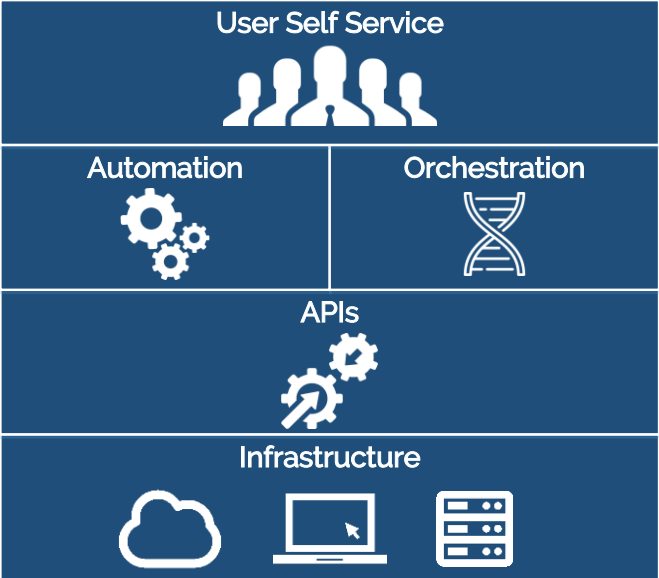 User Self Service
Automation
Orchestration
APIs
Infrastructure